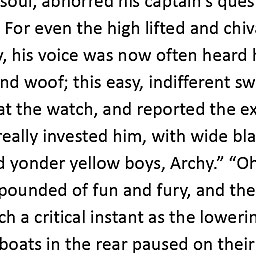 soul, abhorred his captain's ques
For even the high lifted and chiv
, his voice was now often heard
nd woof; this easy, indifferent sw
at the watch, and reported the ex
really invested him, with wide bla
yonder yellow boys, Archy.” “Oh
pounded of fun and fury, and the
ch a critical instant as the lowerin
boats in the rear paused on their